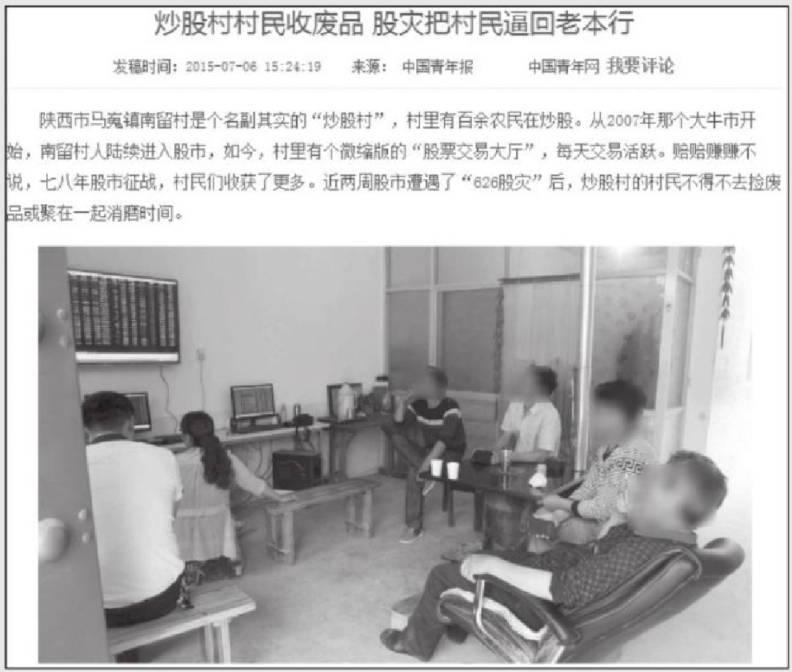 炒股村村民收废品 股灾把村民逼回老本行
发稿时间：2015-07-06 15:24:19 来源： 中国青年报 中国青年网 我要评论
陕西市马嵬镇南留村是个名副其实的“炒股村”，村里有百余农民在炒股。从2007年那个大牛市开
始，南留村人陆续进入股市，如今，村里有个微缩版的“股票交易大厅”，每天交易活跃。赔赔赚赚不
说，七八年股市征战，村民们收获了更多。近两周股市遭遇了“626股灾”后，炒股村的村民不得不去捡废
品或聚在一起消磨时间。